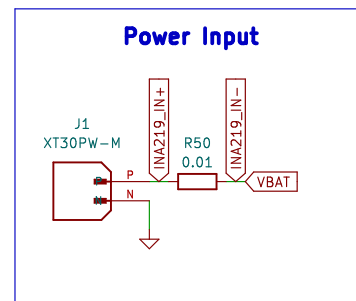 Power Input
J1
XT30PW-M
P
N
INA219_IN+
R50
0.01
INA219_IN-
VBAT